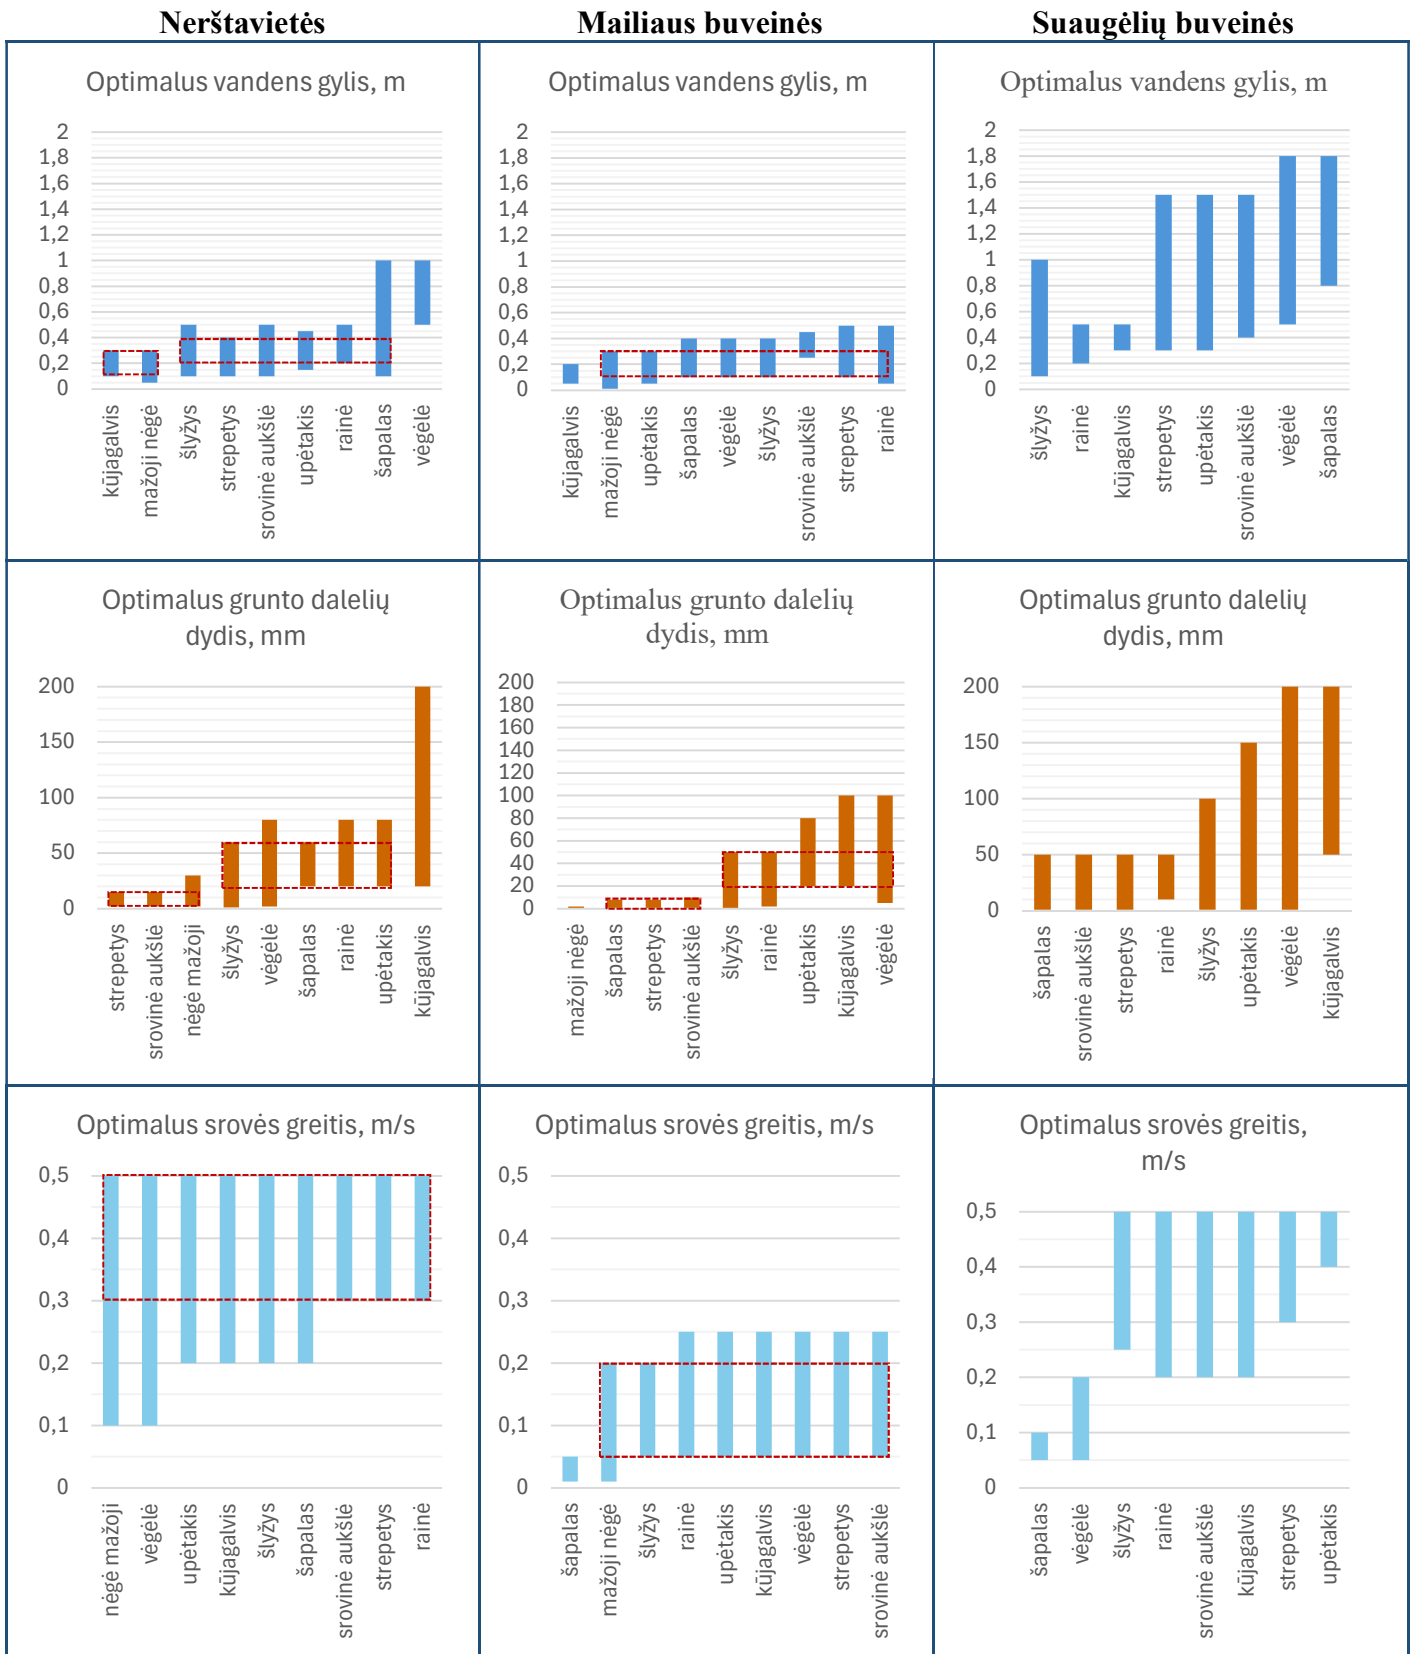 Nerštavietės
Mailiaus buveinės
Suaugėlių buveinės
Optimalus vandens gylis, m
2
1,8
1,6
1,4
1,2
1
0,8
0,6
0,4
0,2
0
kūjagalvis
mažoji nėgė
šlyžys
strepetys
srovinė aukšlė
upėtakis
rainė
šapalas
vėgėlė
Optimalus vandens gylis, m
2
1,8
1,6
1,4
1,2
1
0,8
0,6
0,4
0,2
0
kūjagalvis
mažoji nėgė
upėtakis
šapalas
vėgėlė
šlyžys
srovinė aukšlė
strepetys
rainė
Optimalus vandens gylis, m
2
1,8
1,6
1,4
1,2
1
0,8
0,6
0,4
0,2
0
šlyžys
rainė
kūjagalvis
strepetys
upėtakis
srovinė aukšlė
vėgėlė
šapalas
Optimalus grunto dalelių
dydis, mm
200
150
100
50
0
strepetys
srovinė aukšlė
nėgė mažoji
šlyžys
vėgėlė
šapalas
rainė
upėtakis
kūjagalvis
Optimalus grunto dalelių
dydis, mm
200
180
160
140
120
100
80
60
40
20
0
mažoji nėgė
šapalas
strepetys
srovinė aukšlė
šlyžys
rainė
upėtakis
kūjagalvis
vėgėlė
Optimalus grunto dalelių
dydis, mm
200
150
100
50
0
šapalas
srovinė aukšlė
strepetys
rainė
šlyžys
upėtakis
vėgėlė
kūjagalvis
Optimalus srovės greitis, m/s
0,5
0,4
0,3
0,2
0,1
0
nėgė mažoji
vėgėlė
upėtakis
kūjagalvis
šlyžys
šapalas
srovinė aukšlė
strepetys
rainė
Optimalus srovės greitis, m/s
0,5
0,4
0,3
0,2
0,1
0
šapalas
mažoji nėgė
šlyžys
rainė
upėtakis
kūjagalvis
vėgėlė
strepetys
srovinė aukšlė
Optimalus srovės greitis,
m/s
0,5
0,4
0,3
0,2
0,1
0
šapalas
vėgėlė
šlyžys
rainė
srovinė aukšlė
kūjagalvis
strepetys
upėtakis